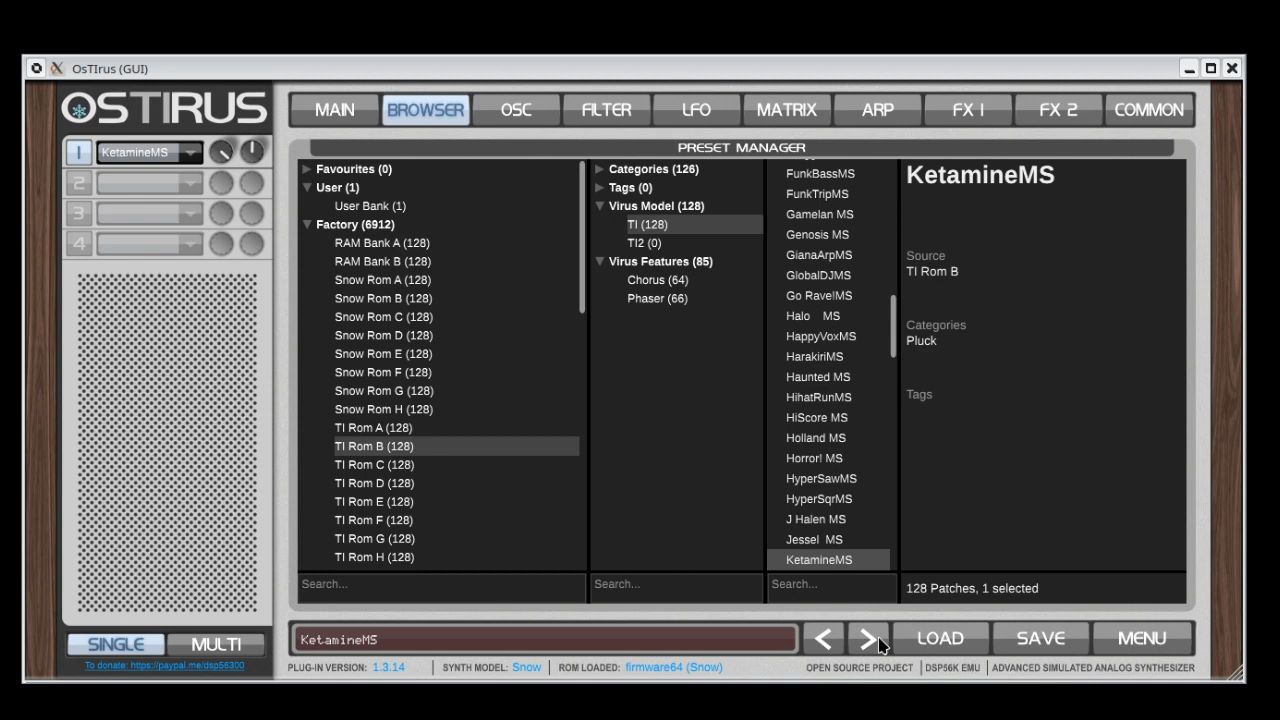 OsTIrus (GUI)
OSTIRUS
MAIN
BROWSER
OSC
FILTER
LFO
MATRIX
ARP
FX 1
FX 2
COMMON
1
KetamineMS
2
3
4
PRESET MANAGER
Favourites (0)
User (1)
User Bank (1)
Factory (6912)
RAM Bank A (128)
RAM Bank B (128)
Snow Rom A (128)
Snow Rom B (128)
Snow Rom C (128)
Snow Rom D (128)
Snow Rom E (128)
Snow Rom F (128)
Snow Rom G (128)
Snow Rom H (128)
TI Rom A (128)
TI Rom B (128)
TI Rom C (128)
TI Rom D (128)
TI Rom E (128)
TI Rom F (128)
TI Rom G (128)
TI Rom H (128)
Search...
Categories (126)
Tags (0)
Virus Model (128)
TI (128)
TI2 (0)
Virus Features (85)
Chorus (64)
Phaser (66)
Search...
FunkBassMS
FunkTripMS
Gamelan MS
Genosis MS
GianaArpMS
GlobalDJMS
Go Rave!MS
Halo    MS
HappyVoxMS
HarakiriMS
Haunted MS
HihatRunMS
HiScore MS
Holland MS
Horror! MS
HyperSawMS
HyperSqrMS
J Halen MS
Jessel  MS
KetamineMS
Search...
KetamineMS
Source
TI Rom B
Categories
Pluck
Tags
128 Patches, 1 selected
SINGLE
MULTI
To donate: https://paypal.me/dsp56300
KetamineMS
<
>
LOAD
SAVE
MENU
PLUG-IN VERSION: 1.3.14
SYNTH MODEL: Snow
ROM LOADED: firmware64 (Snow)
OPEN SOURCE PROJECT
DSP56K EMU
ADVANCED SIMULATED ANALOG SYNTHESIZER